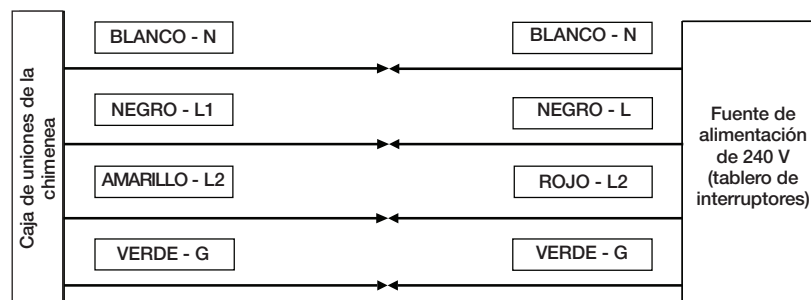 Caja de uniones de la
chimenea
BLANCO - N
BLANCO - N
NEGRO - L1
NEGRO - L
AMARILLO - L2
ROJO - L2
VERDE - G
VERDE - G
Fuente de
alimentación
de 240 V
(tablero de
interruptores)